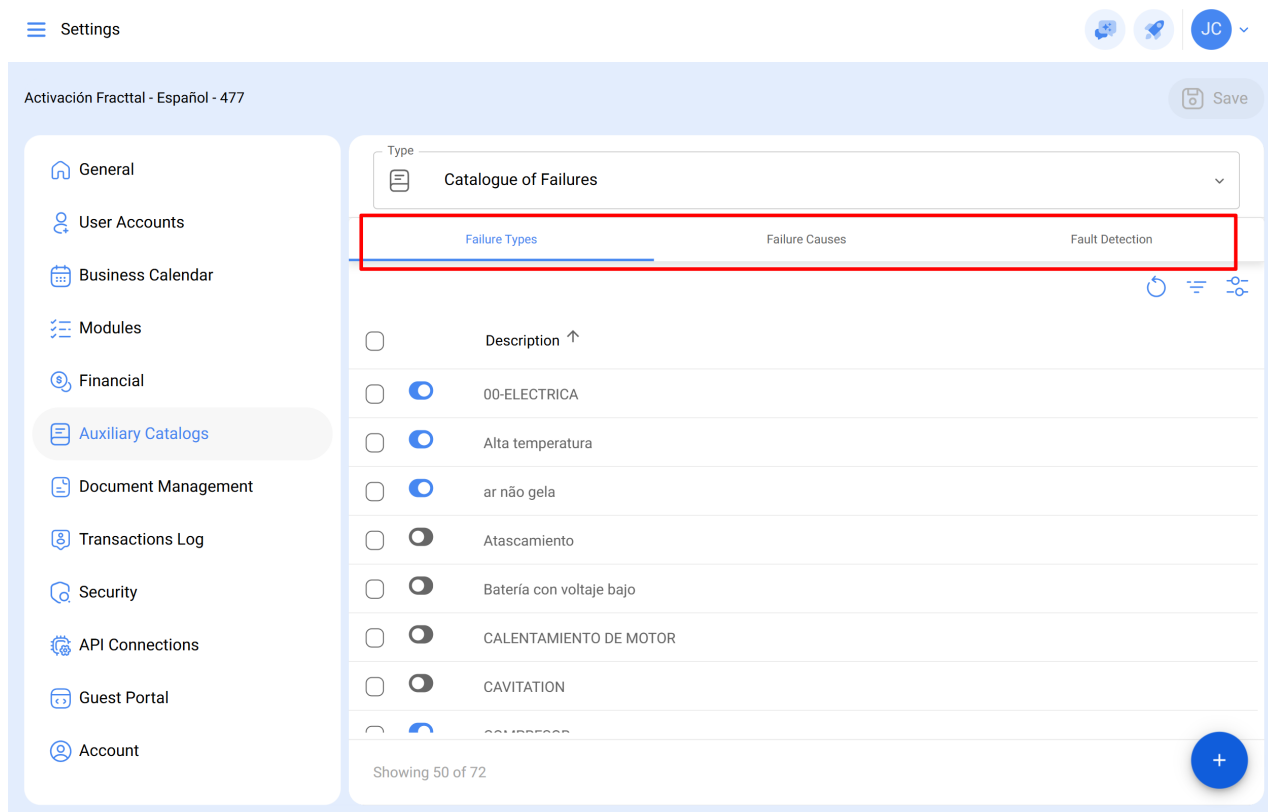 Settings
JC
Activación Fracttal - Español - 477
Save
General
User Accounts
Business Calendar
Modules
Financial
Auxiliary Catalogs
Document Management
Transactions Log
Security
API Connections
Guest Portal
Account
Type
Catalogue of Failures
Failure Types
Failure Causes
Fault Detection
Description
00-ELECTRICA
Alta temperatura
ar não gela
Atascamiento
Batería con voltaje bajo
CALENTAMIENTO DE MOTOR
CAVITATION
Showing 50 of 72